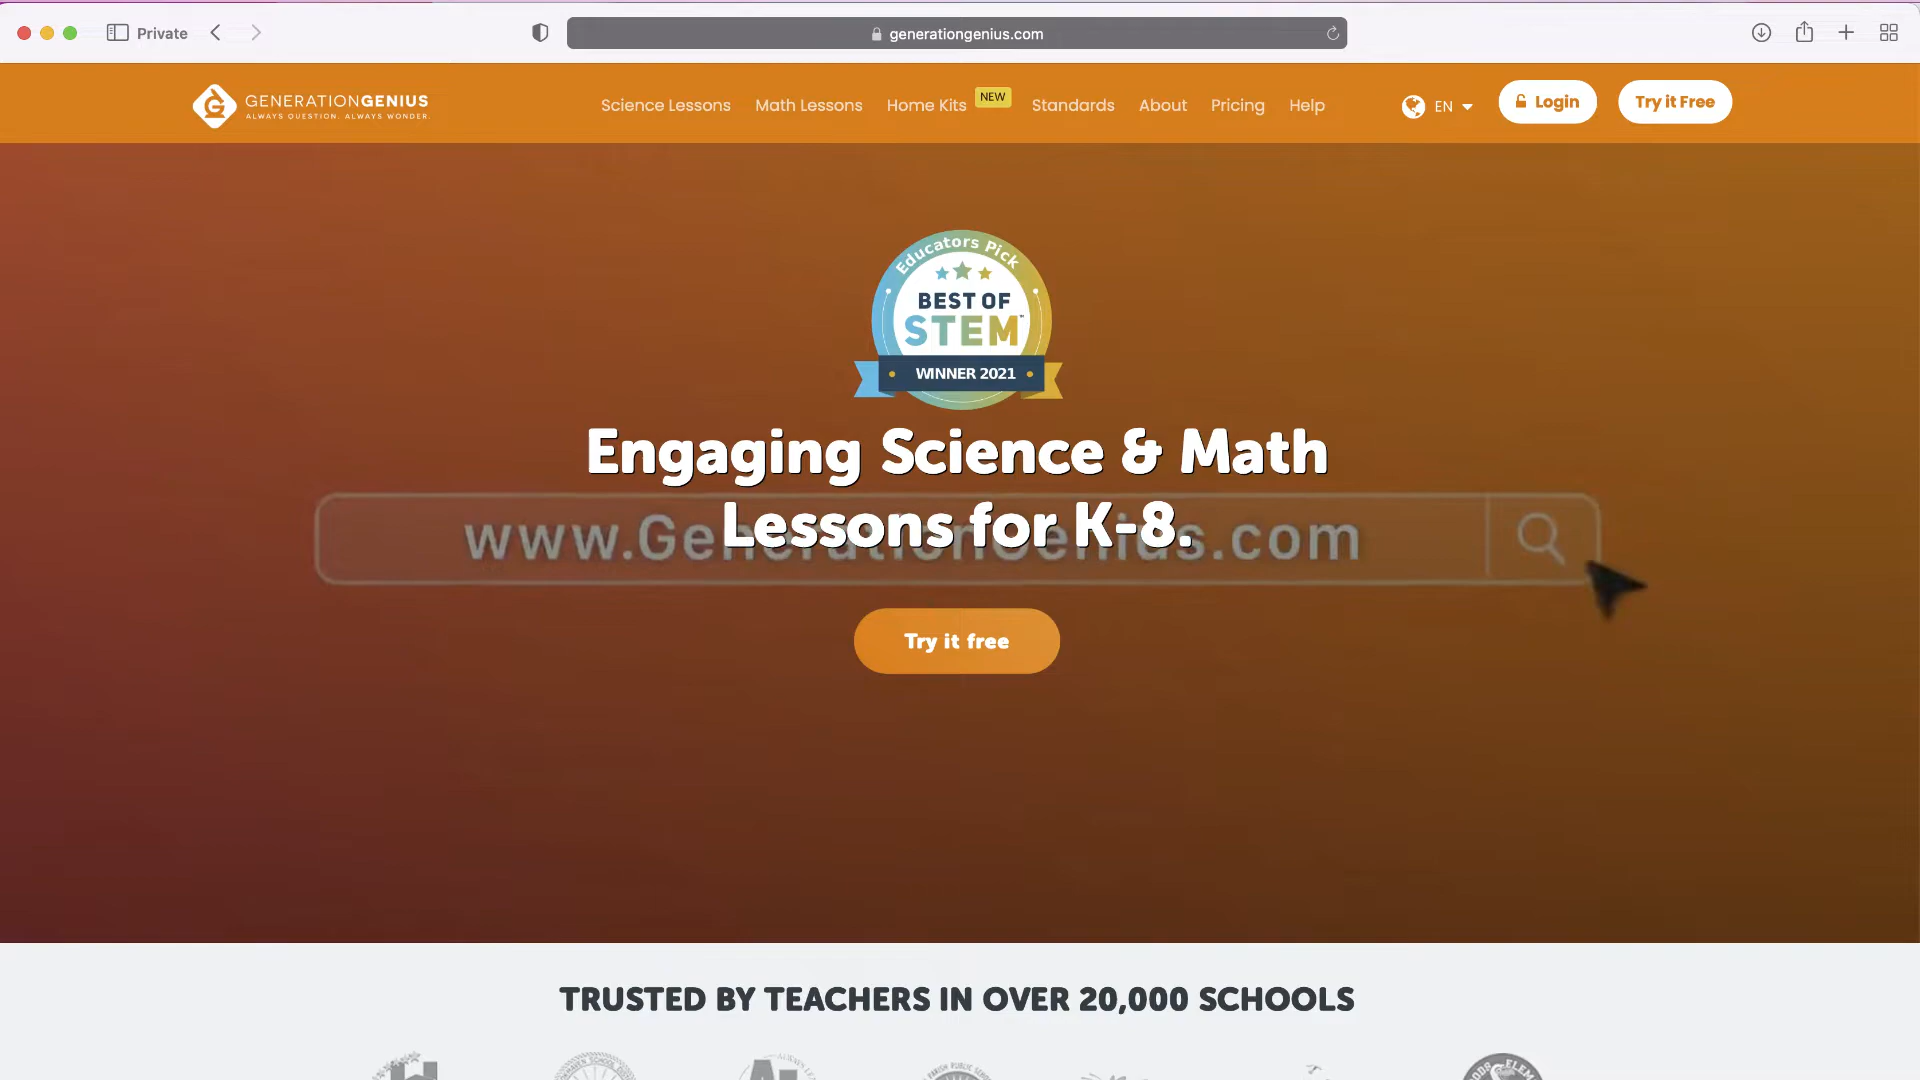 Private
generationgenius.com
GENERATIONGENIUS
ALWAYS QUESTION. ALWAYS WONDER.
Science Lessons
Math Lessons
Home Kits
NEW
Standards
About
Pricing
Help
EN
Login
Try it Free
Educators Pick
BEST OF
STEM™
WINNER 2021
Engaging Science & Math
Lessons for K-8.
www.GenerationGenius.com
Try it free
TRUSTED BY TEACHERS IN OVER 20,000 SCHOOLS